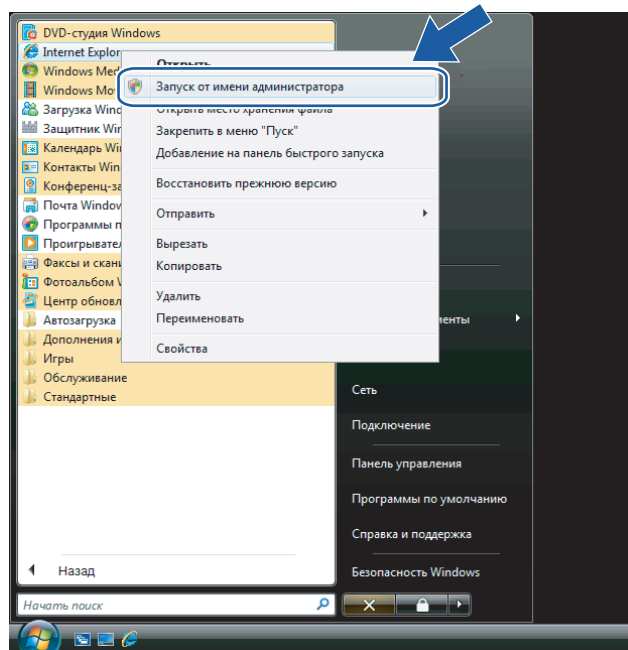 DVD-студия Windows
Internet Explor
Windows Med
Windows Mo
Загрузка Wind
Защитник Wir
Календарь Wi
Контакты Win
Конференц-за
Почта Window
Программы п
Проигрывател
Факсы и скани
Фотоальбом W
Центр обновл
Автозагрузка
Дополнения и
Игры
Обслуживание
Стандартные
Назад
Начать поиск
Открыть
Запуск от имени администратора
Открыть место хранения файла
Закрепить в меню "Пуск"
Добавление на панель быстрого запуска
Восстановить прежнюю версию
Отправить
Вырезать
Копировать
Удалить
Переименовать
Свойства
менты
Сеть
Подключение
Панель управления
Программы по умолчанию
Справка и поддержка
Безопасность Windows